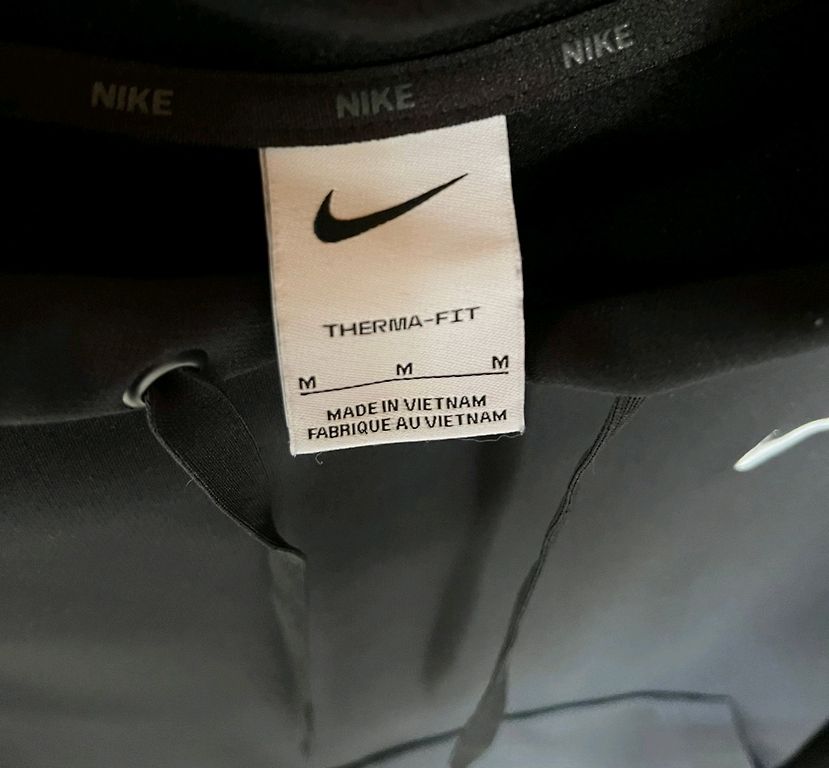 NIKE NIKE NIKE
THERMA-FIT
M M M
MADE IN VIETNAM
FABRIQUE AU VIETNAM